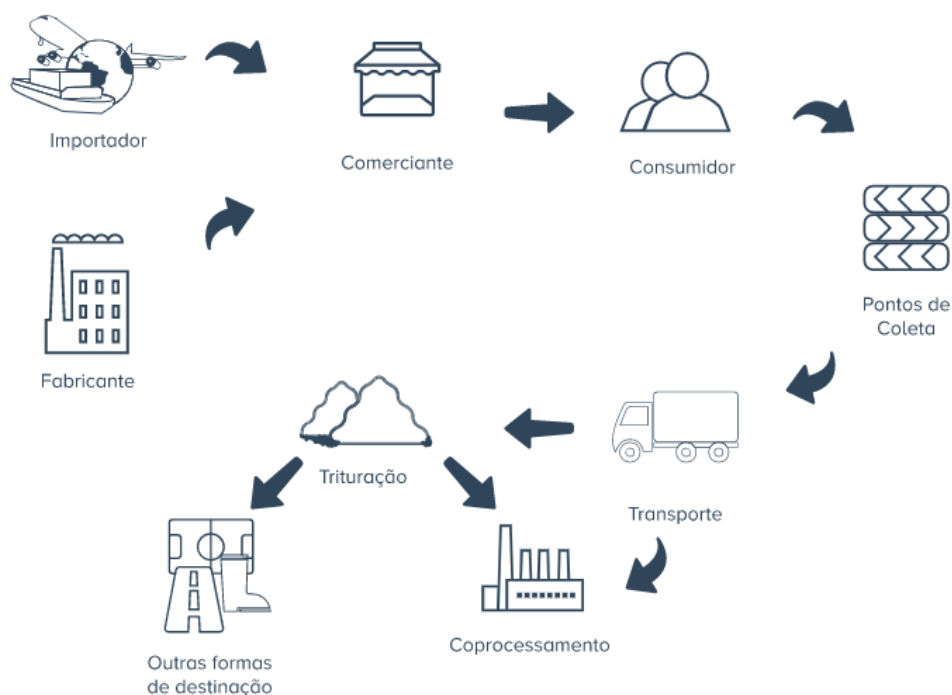 Importador
Comerciante
Consumidor
Pontos de
Coleta
Fabricante
Trituração
Transporte
Coprocessamento
Outras formas
de destinação